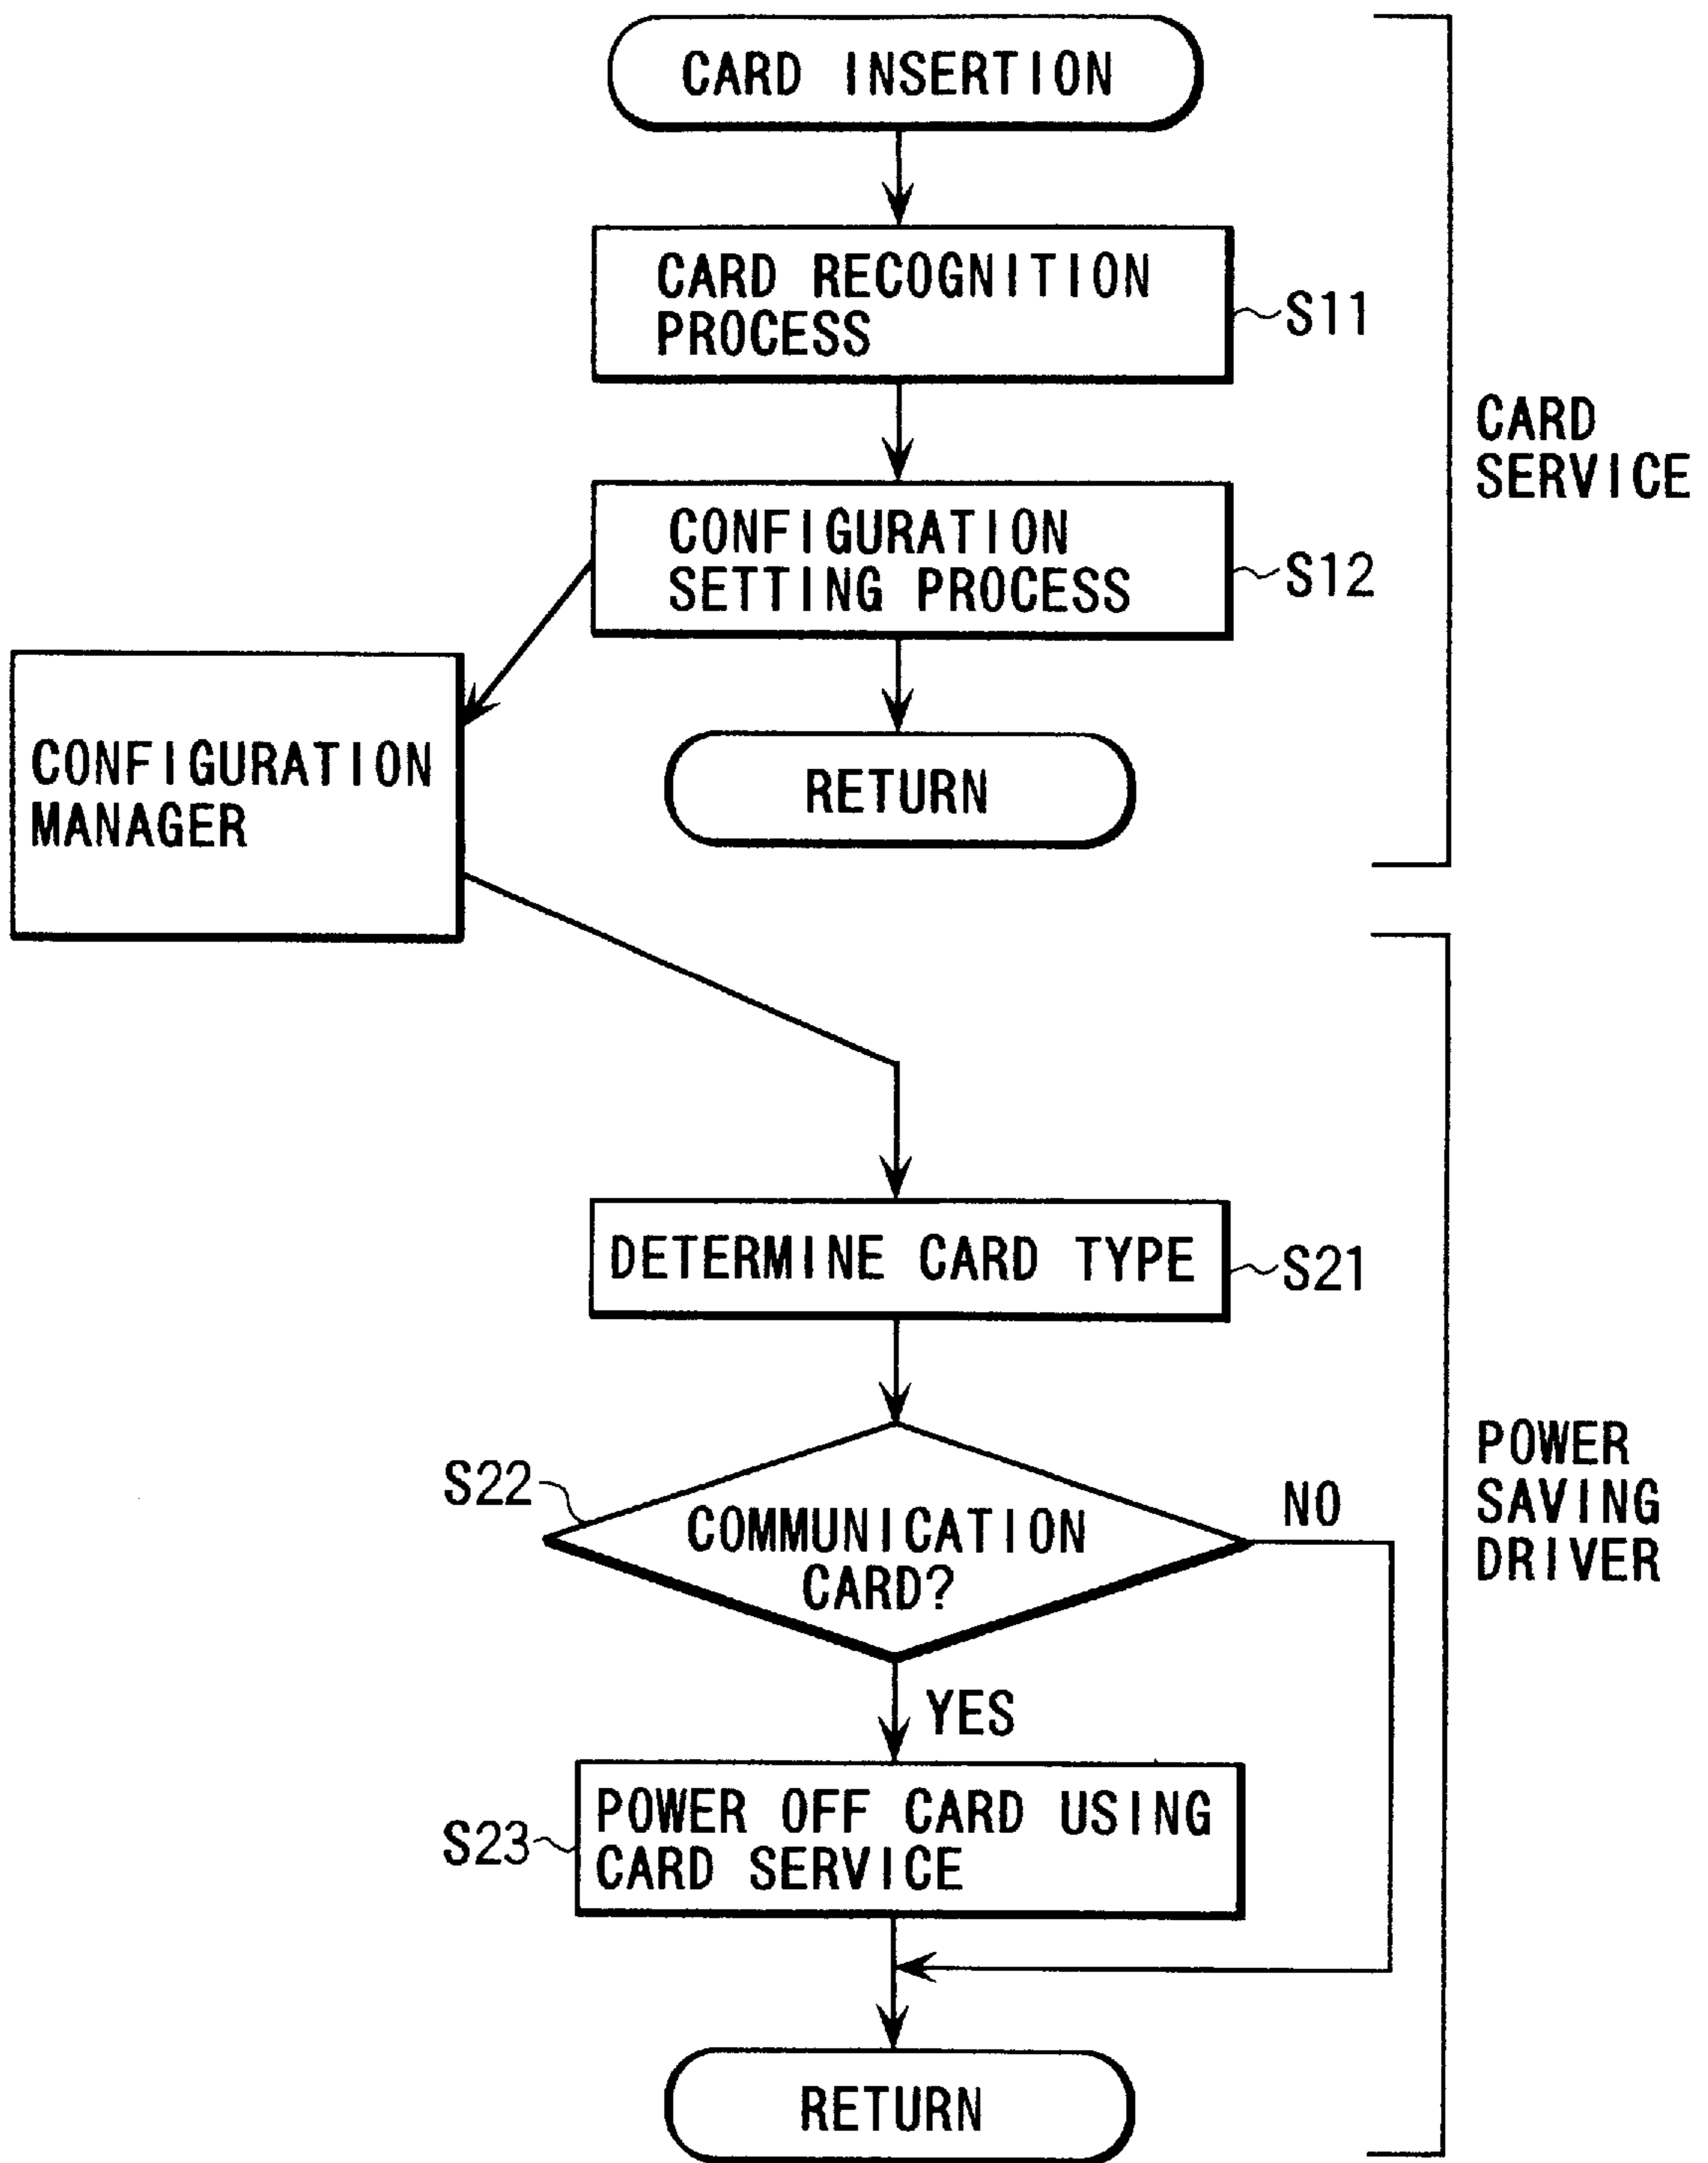 CARD INSERTION
CARD RECOGNITION
PROCESS
S11
CARD
SERVICE
CONFIGURATION
SETTING PROCESS
S12
CONFIGURATION
MANAGER
RETURN
DETERMINE CARD TYPE
S21
S22
COMMUNICATION
CARD?
NO
YES
POWER
SAVING
DRIVER
POWER OFF CARD USING
CARD SERVICE
S23
RETURN